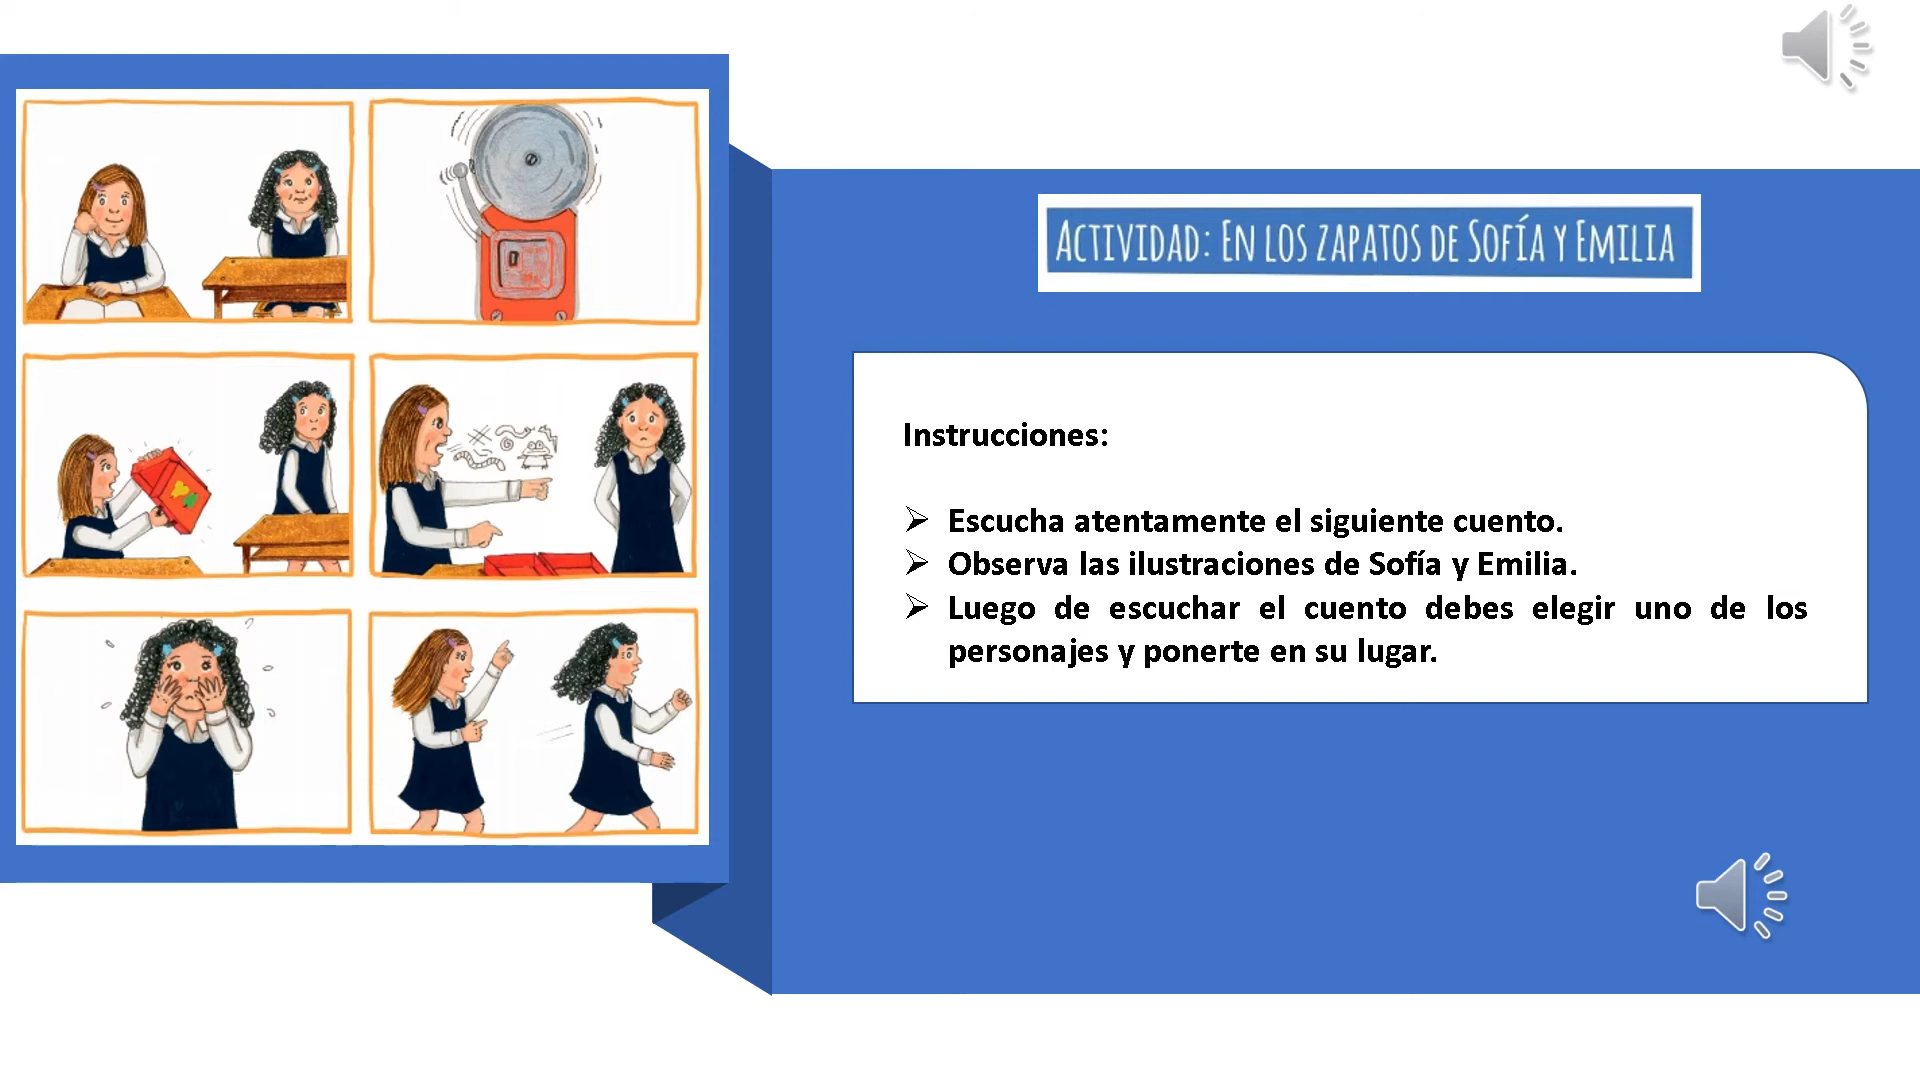 ACTIVIDAD: EN LOS ZAPATOS DE SOFÍA Y EMILIA
Instrucciones:
➢ Escucha atentamente el siguiente cuento.
➢ Observa las ilustraciones de Sofía y Emilia.
➢ Luego de escuchar el cuento debes elegir uno de los
personajes y ponerte en su lugar.